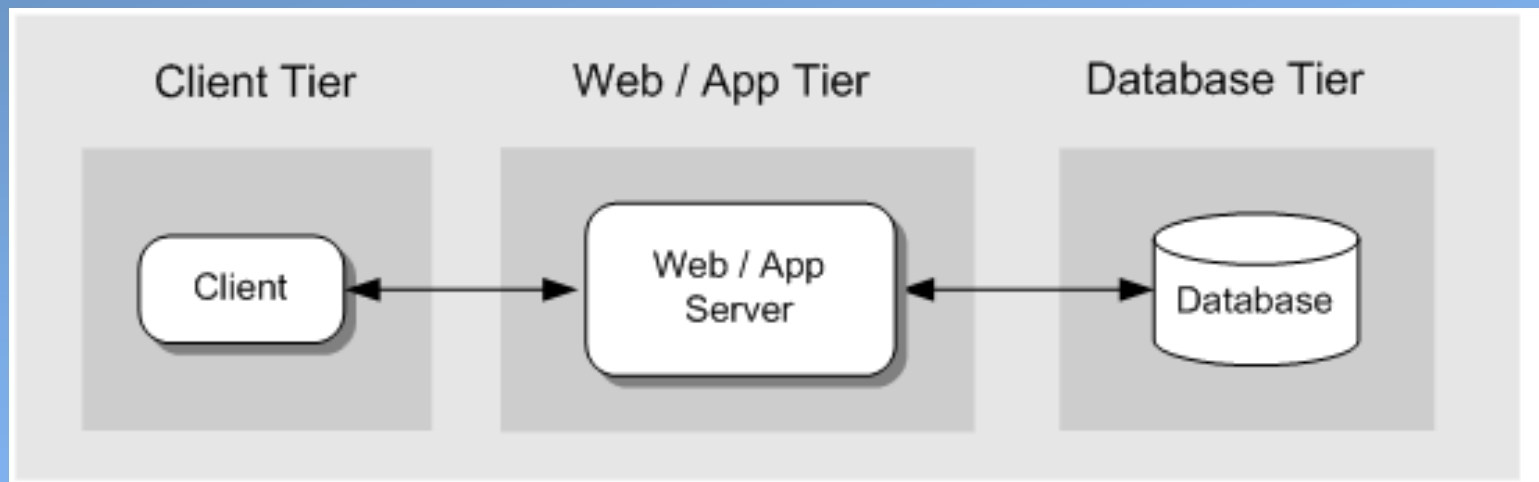 Client Tier
Web / App Tier
Database Tier
Client
Web / App
Server
Database